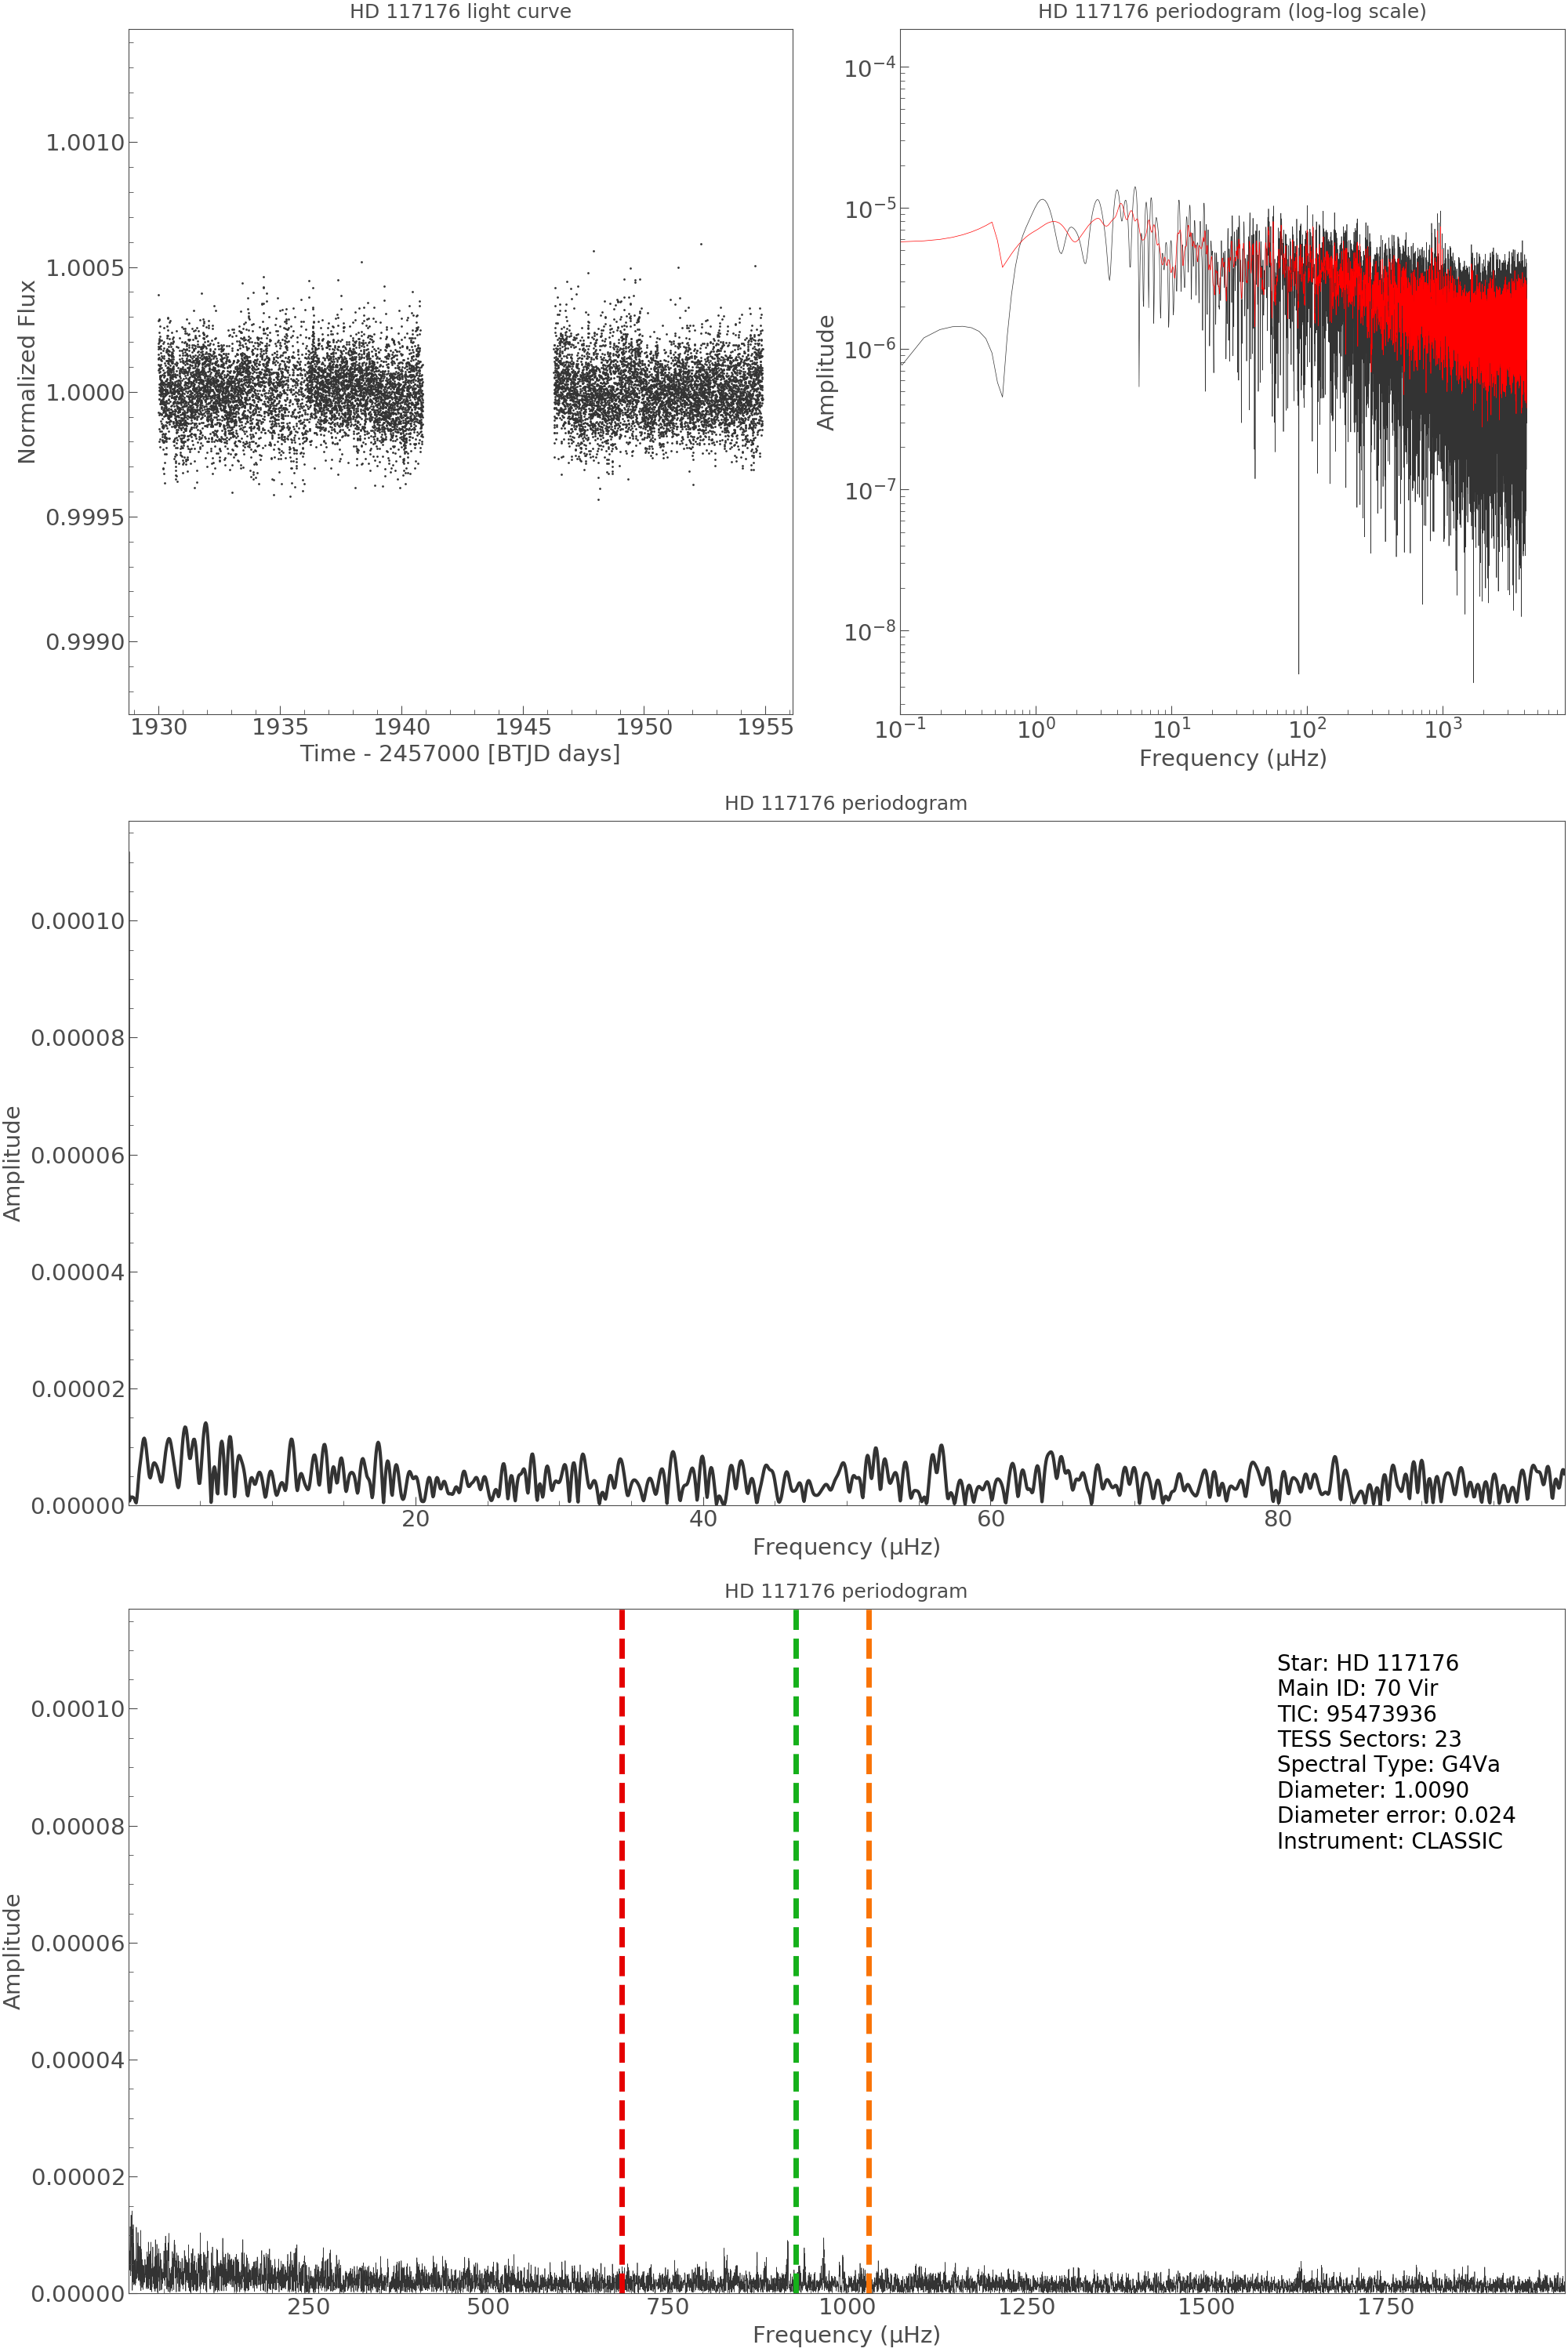 HD 117176 light curve
1.0010
1.0005
1.0000
0.9995
0.9990
Normalized Flux
1930 1935 1940 1945 1950 1955
Time - 2457000 [BTJD days]
HD 117176 periodogram (log-log scale)
10⁻⁴
10⁻⁵
10⁻⁶
10⁻⁷
10⁻⁸
Amplitude
10⁻¹ 10⁰ 10¹ 10² 10³
Frequency (μHz)
HD 117176 periodogram
0.00010
0.00008
0.00006
0.00004
0.00002
0.00000
Amplitude
20 40 60 80
Frequency (μHz)
HD 117176 periodogram
0.00010
0.00008
0.00006
0.00004
0.00002
0.00000
Amplitude
Star: HD 117176
Main ID: 70 Vir
TIC: 95473936
TESS Sectors: 23
Spectral Type: G4Va
Diameter: 1.0090
Diameter error: 0.024
Instrument: CLASSIC
250 500 750 1000 1250 1500 1750
Frequency (μHz)